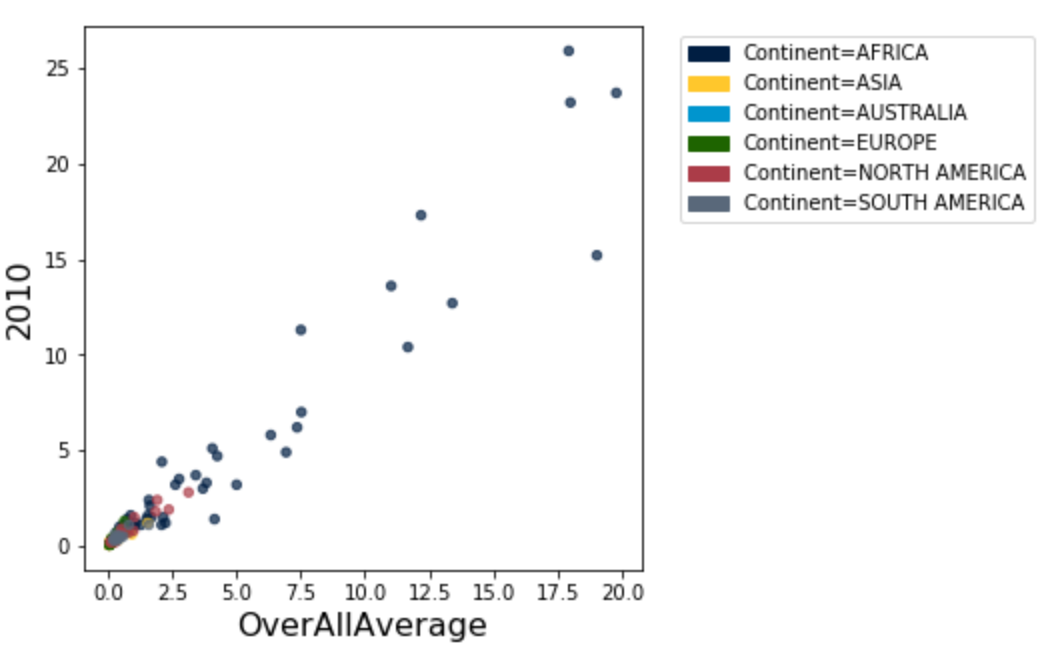 25
20
15
10
5
0
2010
0.0 2.5 5.0 7.5 10.0 12.5 15.0 17.5 20.0
OverAllAverage
Continent=AFRICA
Continent=ASIA
Continent=AUSTRALIA
Continent=EUROPE
Continent=NORTH AMERICA
Continent=SOUTH AMERICA